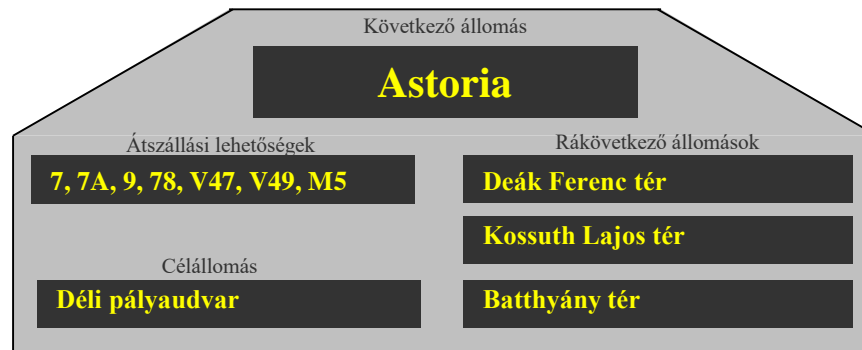 Következő állomás
Astoria
Átszállási lehetőségek
7, 7A, 9, 78, V47, V49, M5
Célállomás
Déli pályaudvar
Rákövetkező állomások
Deák Ferenc tér
Kossuth Lajos tér
Batthyány tér